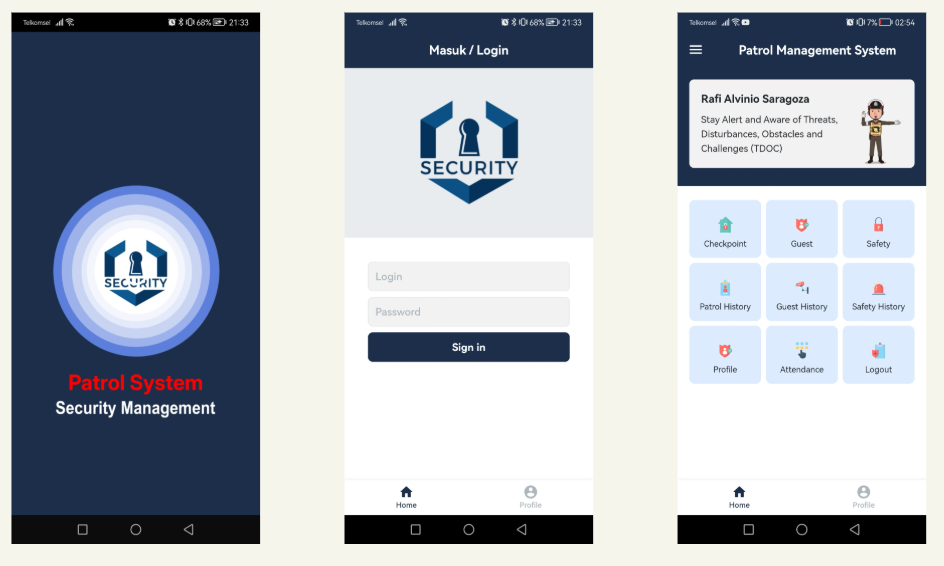 Telkomsel 68% 21:33
SECURITY
Patrol System
Security Management
Telkomsel 68% 21:33
Masuk / Login
SECURITY
Login
Password
Sign in
Home Profile
Telkomsel 7% 02:54
Patrol Management System
Rafi Alvinio Saragoza
Stay Alert and Aware of Threats,
Disturbances, Obstacles and
Challenges (TDOC)
Checkpoint Guest Safety
Patrol History Guest History Safety History
Profile Attendance Logout
Home Profile